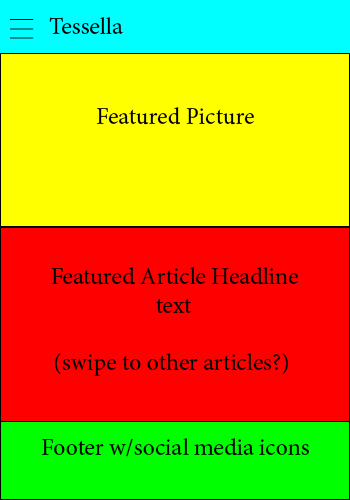 Tessella
Featured Picture
Featured Article Headline
text
(swipe to other articles?)
Footer w/social media icons